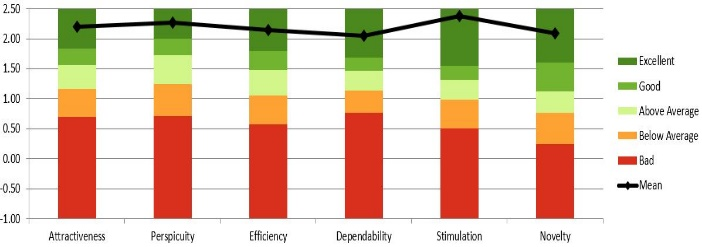 2.50
2.00
1.50
1.00
0.50
0.00
-0.50
-1.00
Attractiveness Perspicuity Efficiency Dependability Stimulation Novelty
Excellent
Good
Above Average
Below Average
Bad
Mean